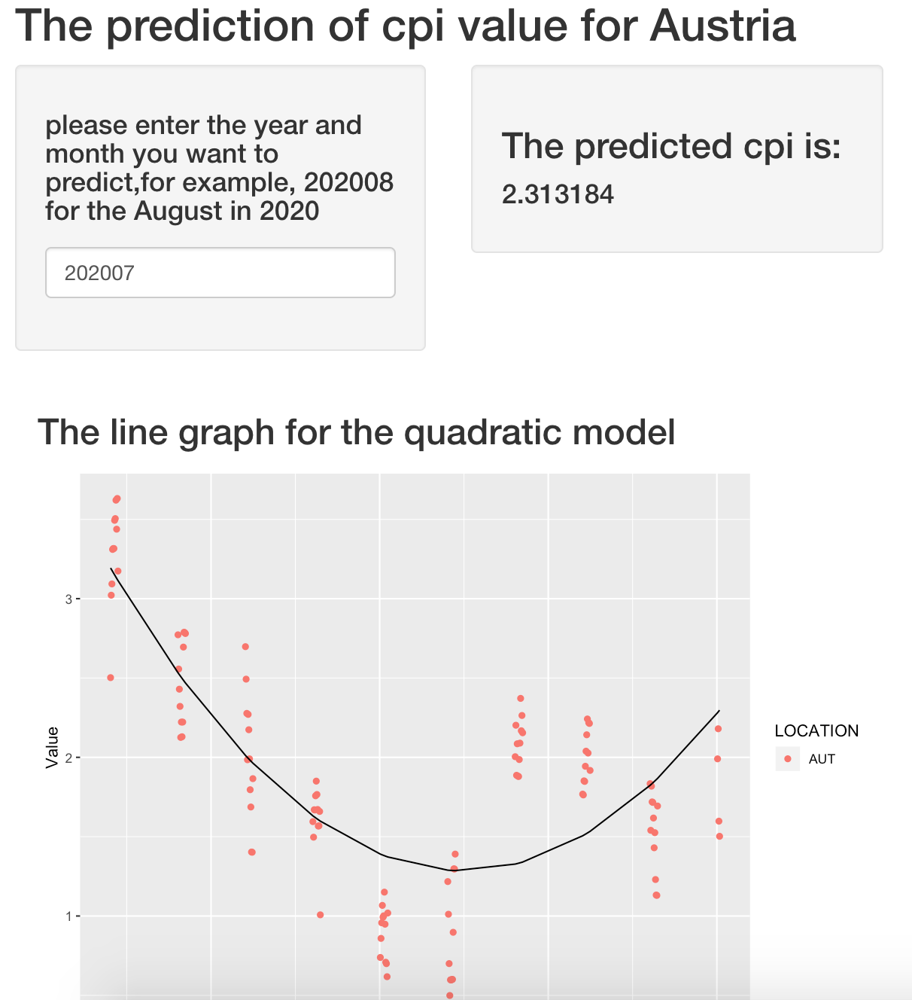 The prediction of cpi value for Austria
please enter the year and
month you want to
predict,for example, 202008
for the August in 2020
202007
The predicted cpi is:
2.313184
The line graph for the quadratic model
3
2
1
Value
LOCATION
AUT